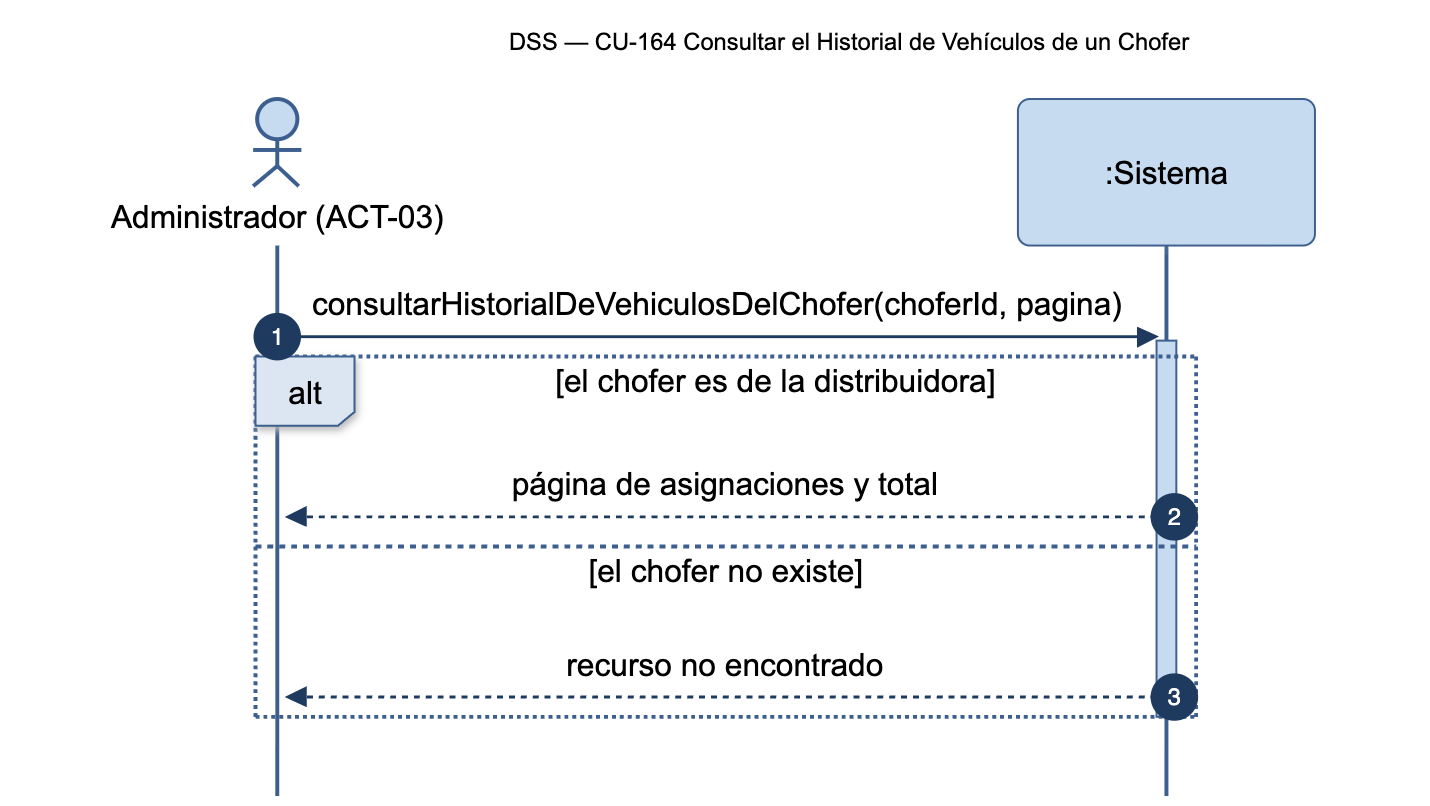 DSS — CU-164 Consultar el Historial de Vehículos de un Chofer
:Sistema
Administrador (ACT-03)
consultarHistorialDeVehiculosDelChofer(choferId, pagina)
1
alt
[el chofer es de la distribuidora]
página de asignaciones y total
2
[el chofer no existe]
recurso no encontrado
3